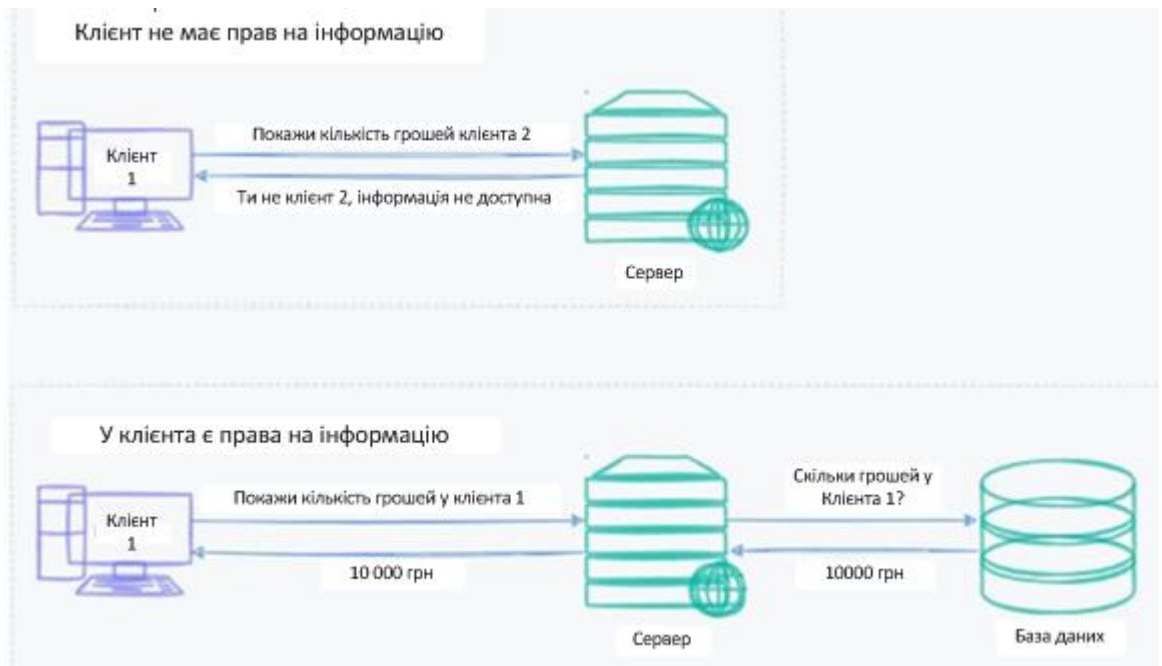 Клієнт не має прав на інформацію
Покажи кількість грошей клієнта 2
Клієнт
1
Ти не клієнт 2, інформація не доступна
Сервер
У клієнта є права на інформацію
Покажи кількість грошей у клієнта 1
Скільки грошей у
Клієнта 1?
Клієнт
1
10 000 грн
10000 грн
Сервер
База даних